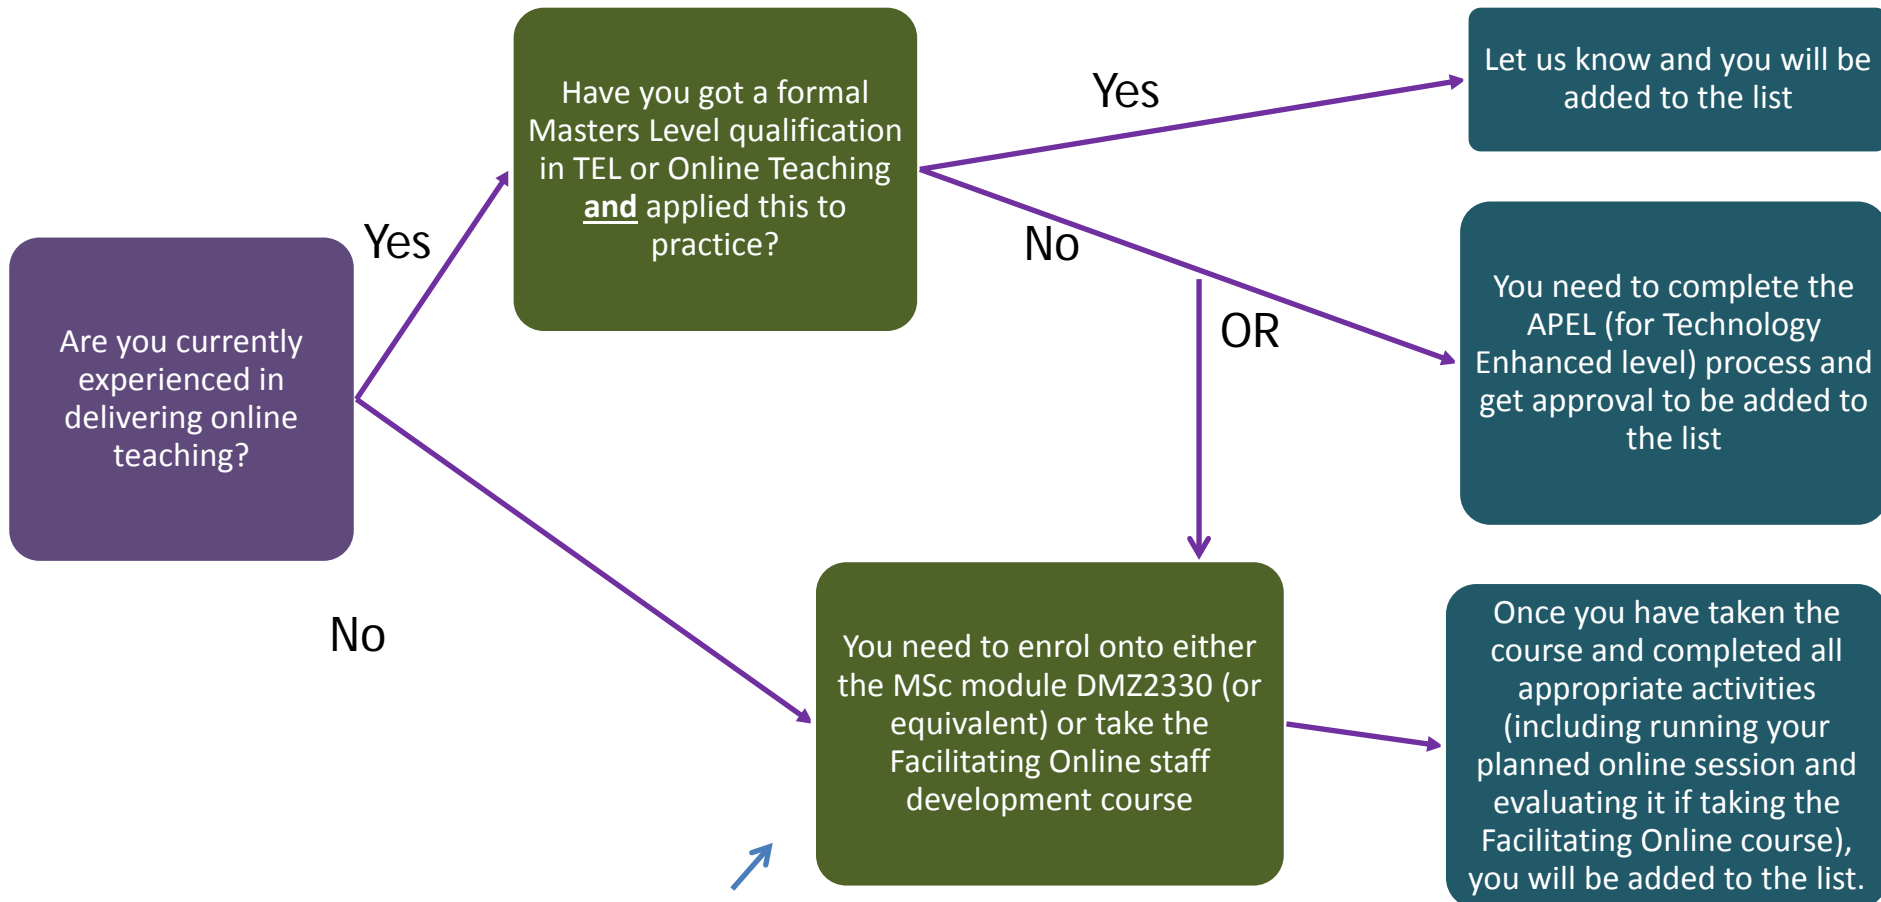 Are you currently
experienced in
delivering online
teaching?
Yes
No
Have you got a formal
Masters Level qualification
in TEL or Online Teaching
and applied this to
practice?
Yes
No
OR
Let us know and you will be
added to the list
You need to complete the
APEL (for Technology
Enhanced level) process and
get approval to be added to
the list
You need to enrol onto either
the MSc module DMZ2330 (or
equivalent) or take the
Facilitating Online staff
development course
Once you have taken the
course and completed all
appropriate activities
(including running your
planned online session and
evaluating it if taking the
Facilitating Online course),
you will be added to the list.